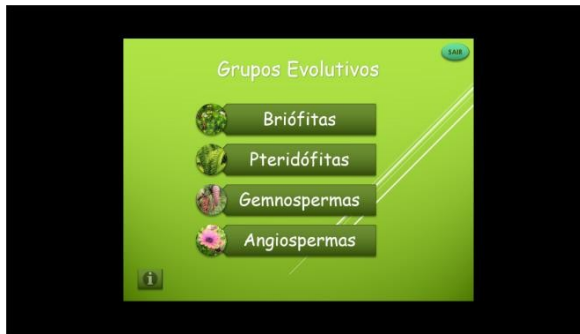 SAIR
Grupos Evolutivos
Briófitas
Pteridófitas
Gemnospermas
Angiospermas
i